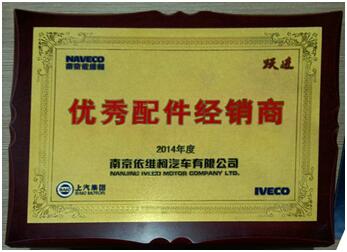 NAVECO
南京依维柯
跃进
优秀配件经销商
2014年度
南京依维柯汽车有限公司
NANJING IVECO MOTOR COMPANY LTD.
上汽集团
SAIC MOTOR
IVECO